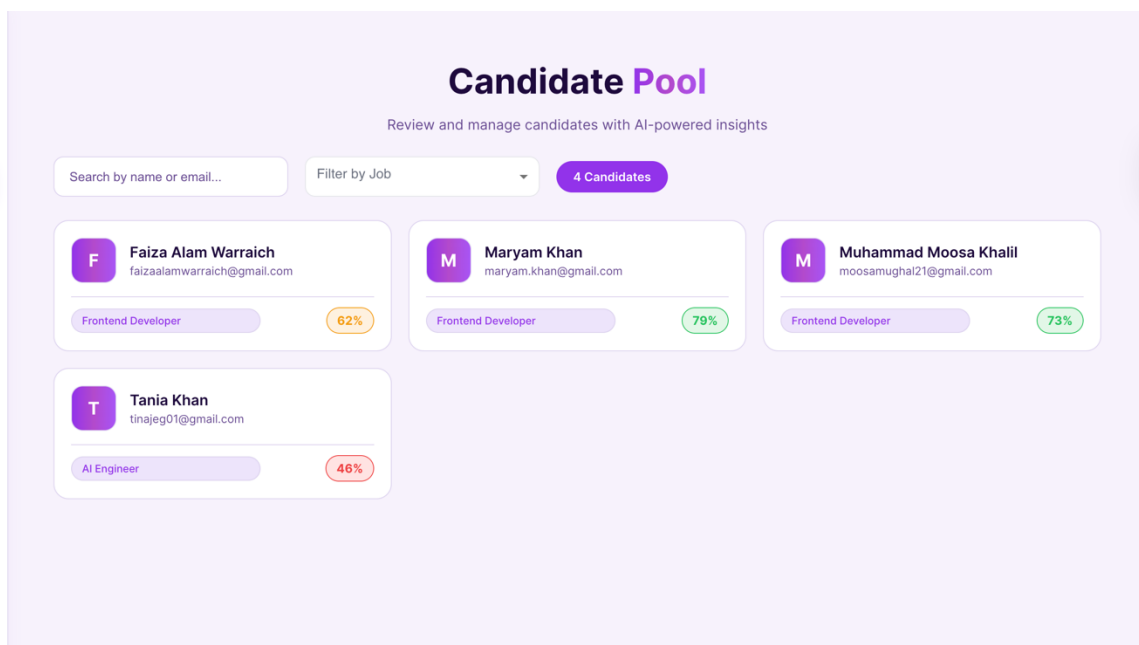 Candidate Pool
Review and manage candidates with AI-powered insights
Search by name or email...
Filter by Job
4 Candidates
F
Faiza Alam Warraich
faizaalamwarraich@gmail.com
Frontend Developer
62%
M
Maryam Khan
maryam.khan@gmail.com
Frontend Developer
79%
M
Muhammad Moosa Khalil
moosamughal21@gmail.com
Frontend Developer
73%
T
Tania Khan
tinajeg01@gmail.com
AI Engineer
46%